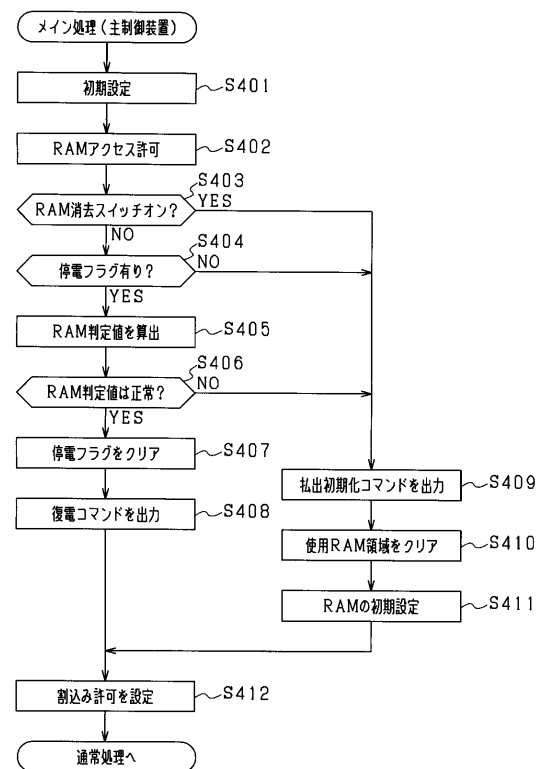 メイン処理(主制御装置)
初期設定
S401
RAMアクセス許可
S402
S403
RAM消去スイッチオン?
YES
NO
S404
停電フラグ有り?
NO
YES
RAM判定値を算出
S405
S406
RAM判定値は正常?
NO
YES
停電フラグをクリア
S407
復電コマンドを出力
S408
払出初期化コマンドを出力
S409
使用RAM領域をクリア
S410
RAMの初期設定
S411
割込み許可を設定
S412
通常処理へ